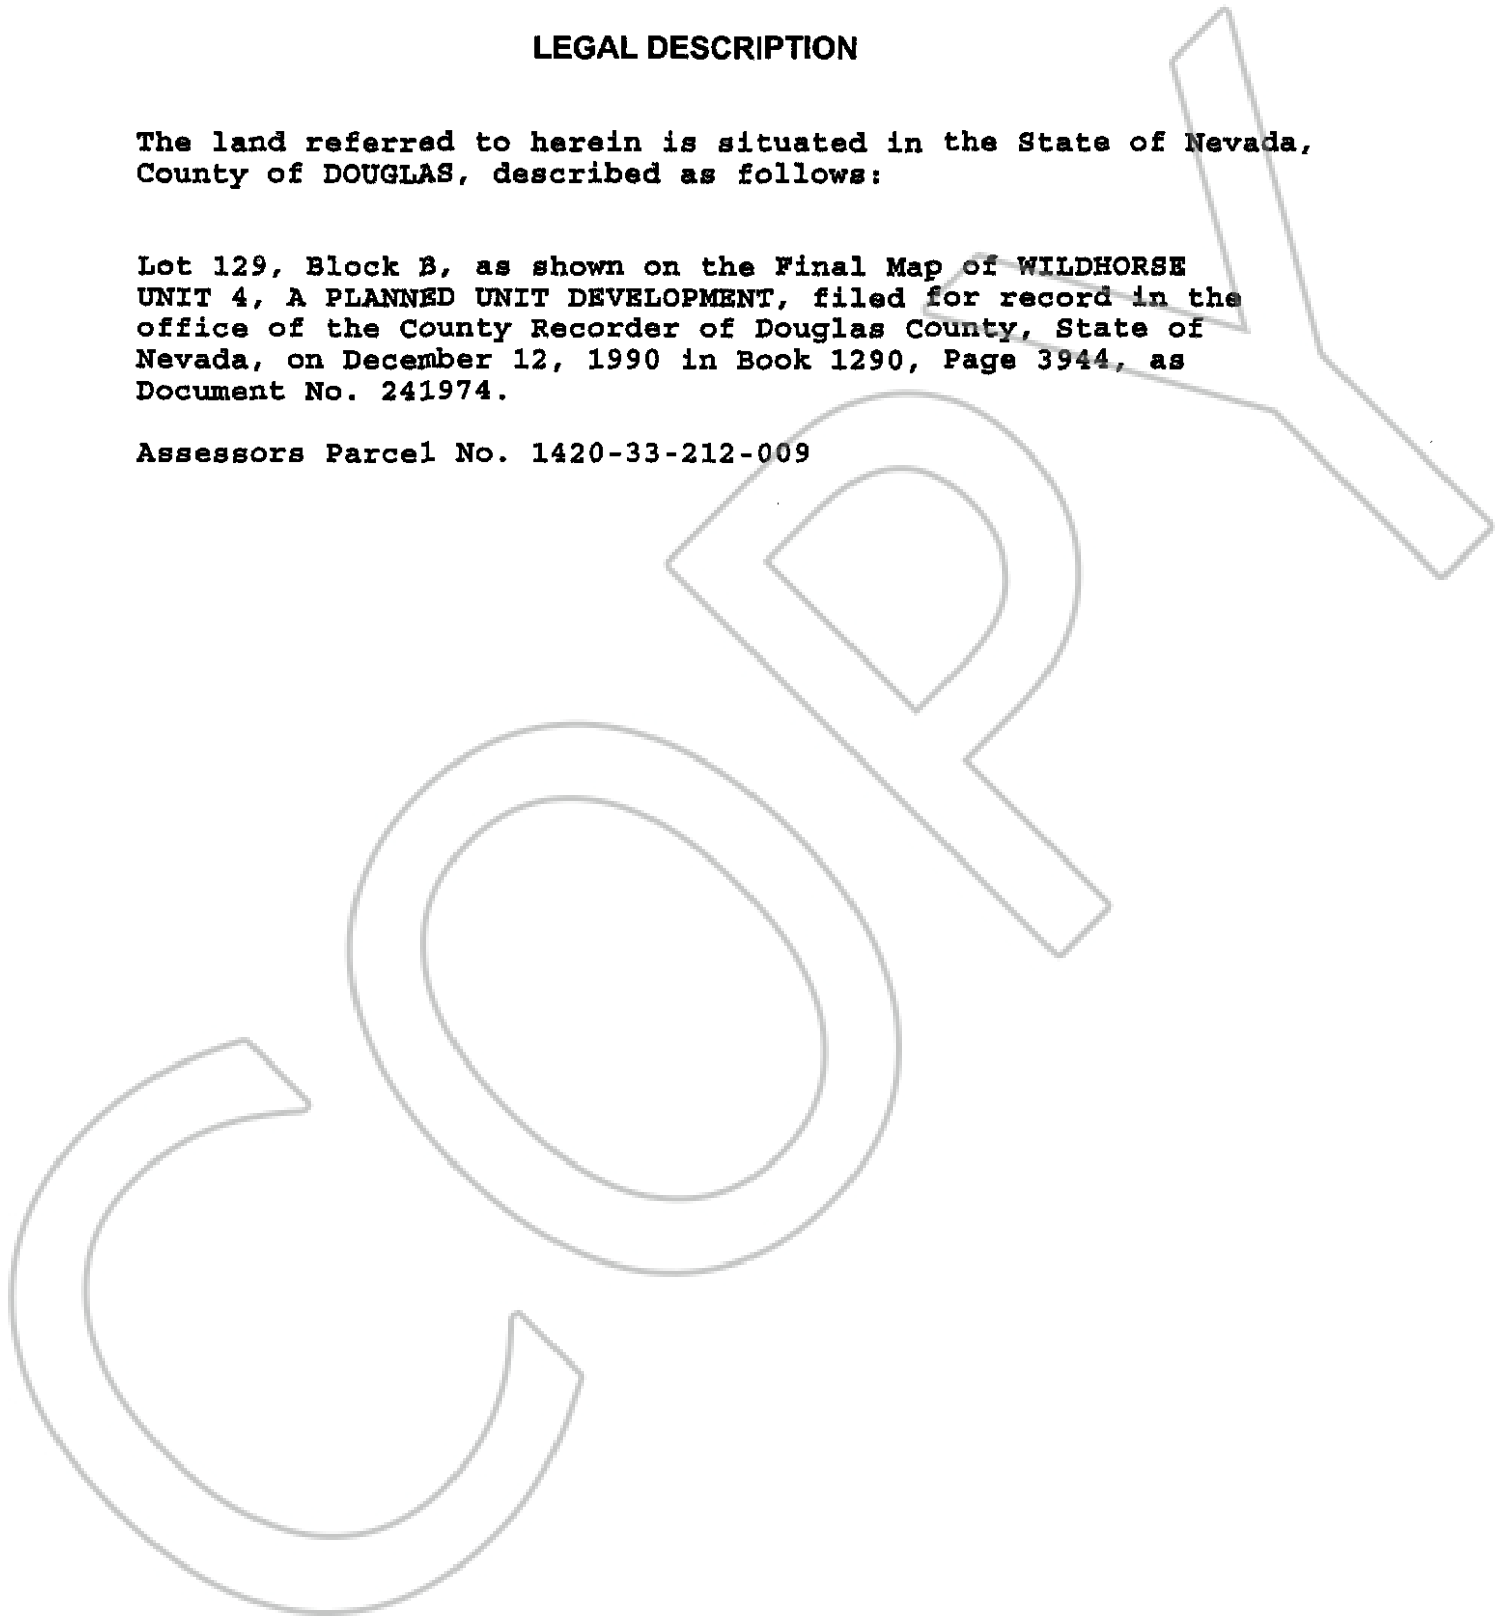 LEGAL DESCRIPTION
The land referred to herein is situated in the State of Nevada,
County of DOUGLAS, described as follows:
Lot 129, Block B, as shown on the Final Map of WILDHORSE
UNIT 4, A PLANNED UNIT DEVELOPMENT, filed for record in the
office of the County Recorder of Douglas County, State of
Nevada, on December 12, 1990 in Book 1290, Page 3944, as
Document No. 241974.
Assessors Parcel No. 1420-33-212-009
COPY